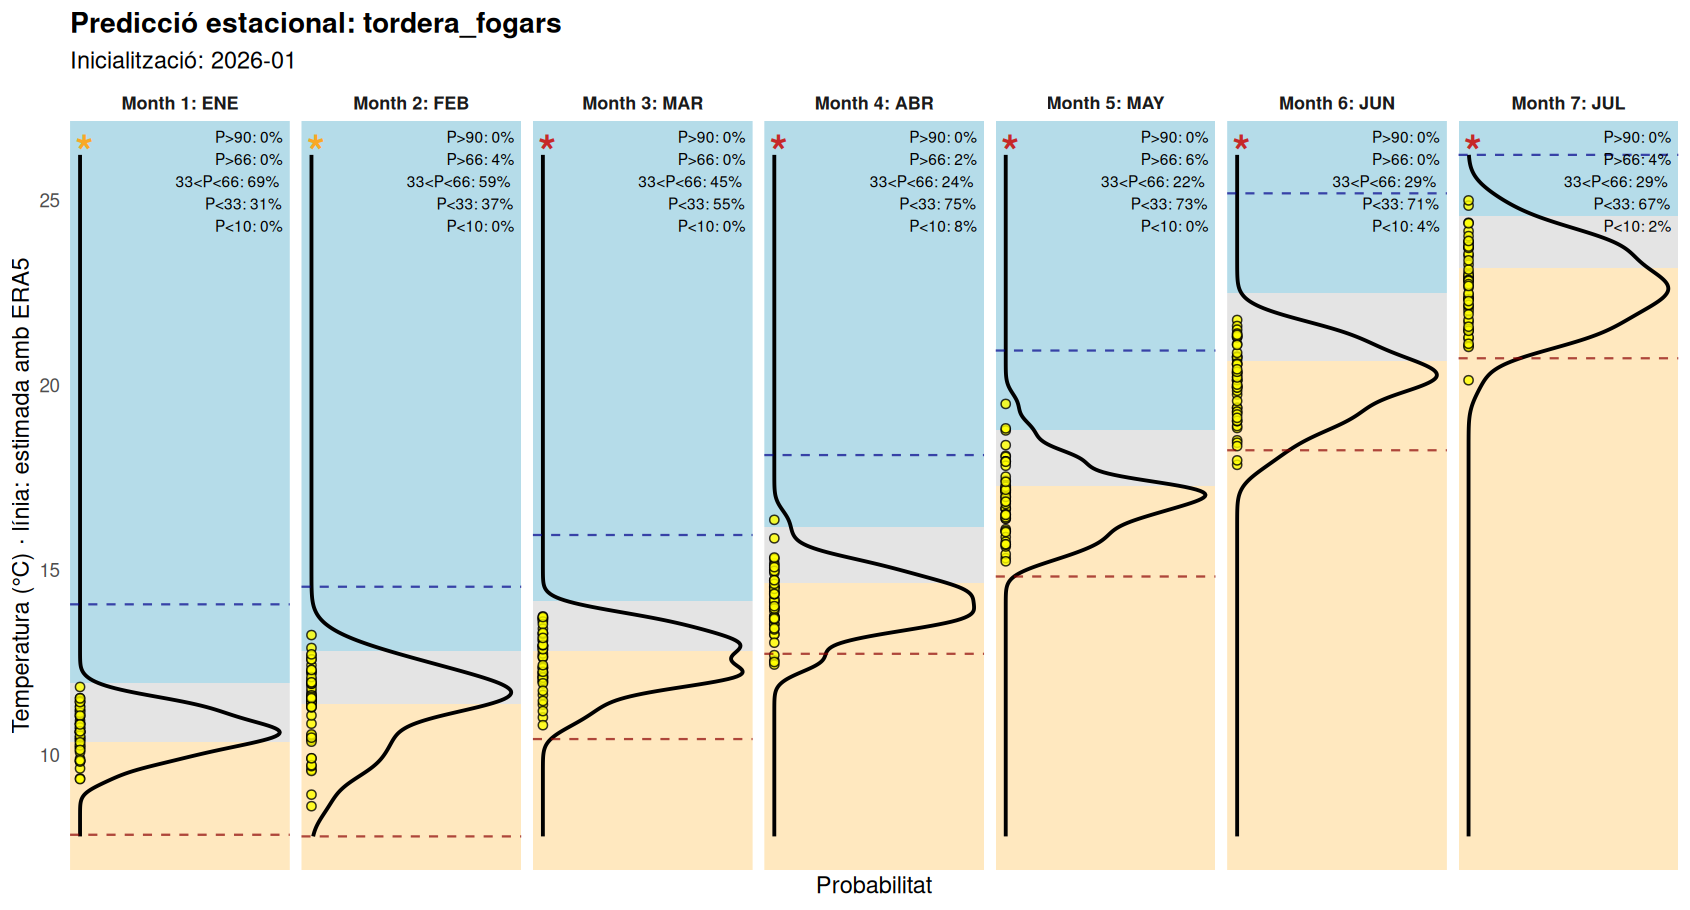 Predicció estacional: tordera_fogars
Inicialització: 2026-01
Month 1: ENE
Month 2: FEB
Month 3: MAR
Month 4: ABR
Month 5: MAY
Month 6: JUN
Month 7: JUL
*
P>90: 0%
P>66: 0%
33<P<66: 69%
P<33: 31%
P<10: 0%
*
P>90: 0%
P>66: 4%
33<P<66: 59%
P<33: 37%
P<10: 0%
*
P>90: 0%
P>66: 0%
33<P<66: 45%
P<33: 55%
P<10: 0%
*
P>90: 0%
P>66: 2%
33<P<66: 24%
P<33: 75%
P<10: 8%
*
P>90: 0%
P>66: 6%
33<P<66: 22%
P<33: 73%
P<10: 0%
*
P>90: 0%
P>66: 0%
33<P<66: 29%
P<33: 71%
P<10: 4%
*
P>90: 0%
P>66: 4%
33<P<66: 29%
P<33: 67%
P<10: 2%
25
20
15
10
Temperatura (°C) · línia: estimada amb ERA5
Probabilitat